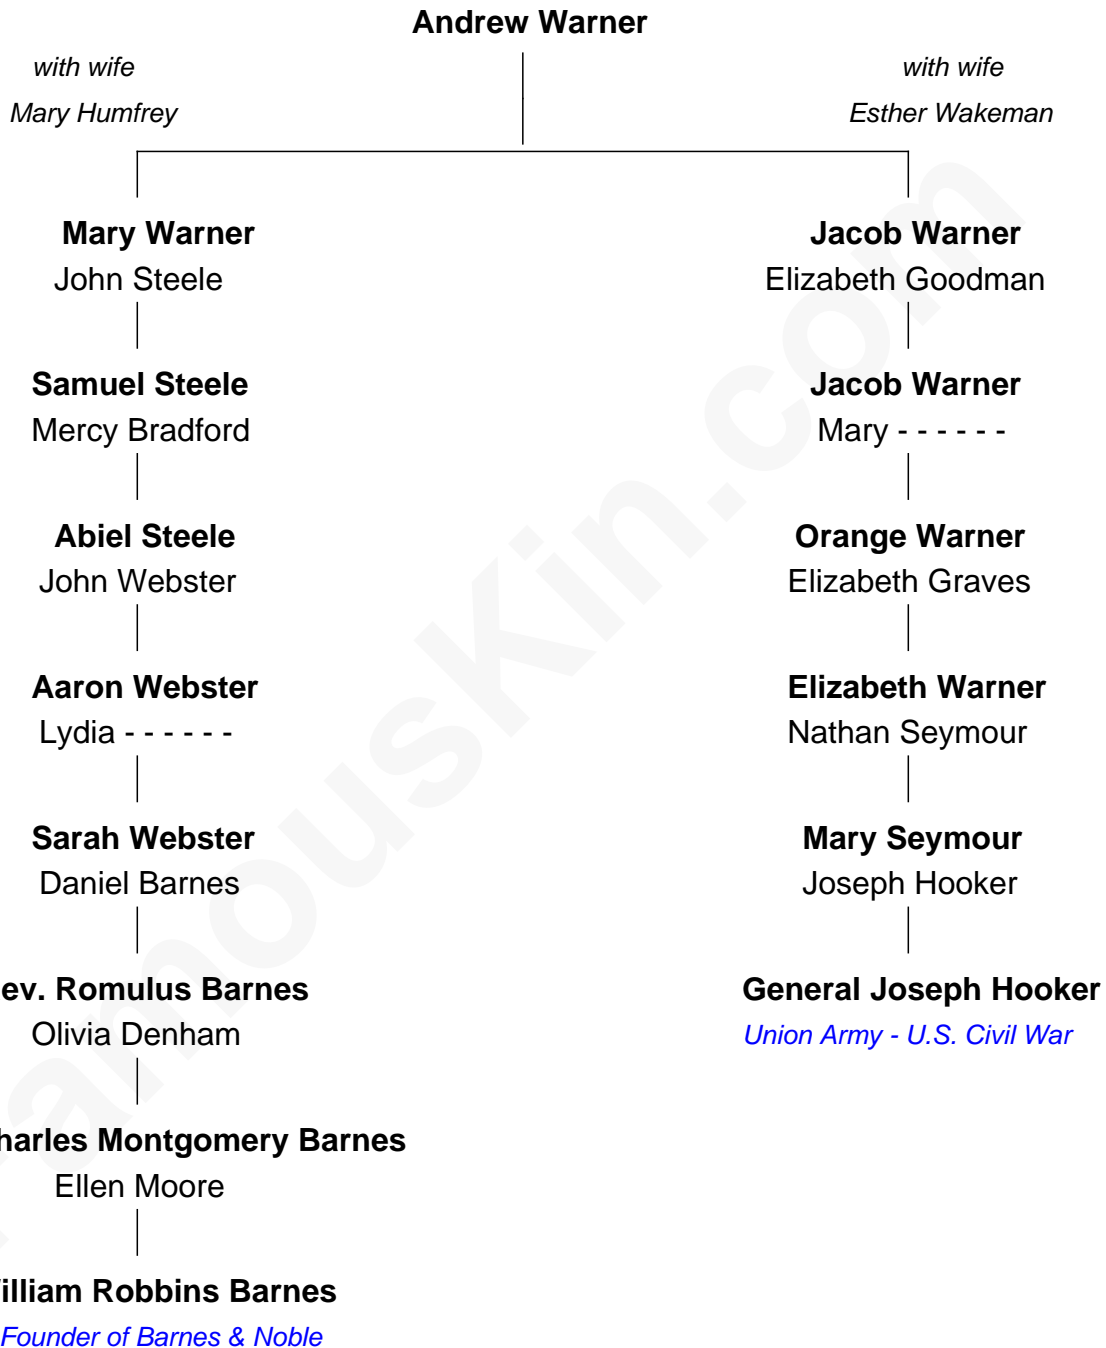 Andrew Warner
with wife
Mary Humfrey
with wife
Esther Wakeman
Mary Warner
John Steele
Samuel Steele
Mercy Bradford
Abiel Steele
John Webster
Aaron Webster
Lydia - - - - - -
Sarah Webster
Daniel Barnes
ev. Romulus Barnes
Olivia Denham
harles Montgomery Barnes
Ellen Moore
illiam Robbins Barnes
Founder of Barnes & Noble
Jacob Warner
Elizabeth Goodman
Jacob Warner
Mary - - - - - -
Orange Warner
Elizabeth Graves
Elizabeth Warner
Nathan Seymour
Mary Seymour
Joseph Hooker
General Joseph Hooker
Union Army - U.S. Civil War
FamousKin.com